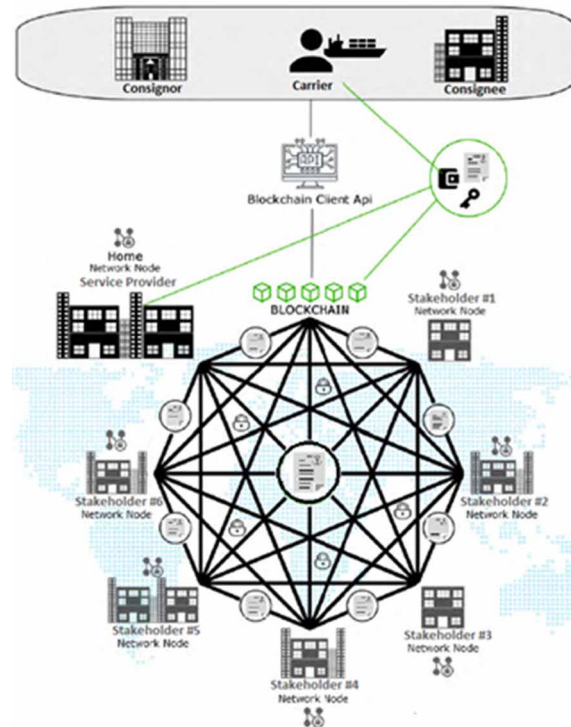 Consignor
Carrier
Consignee
API
Blockchain Client Api
Home
Network Node
Service Provider
BLOCKCHAIN
Stakeholder #1
Network Node
Stakeholder #6
Network Node
Stakeholder #2
Network Node
Stakeholder #5
Network Node
Stakeholder #3
Network Node
Stakeholder #4
Network Node